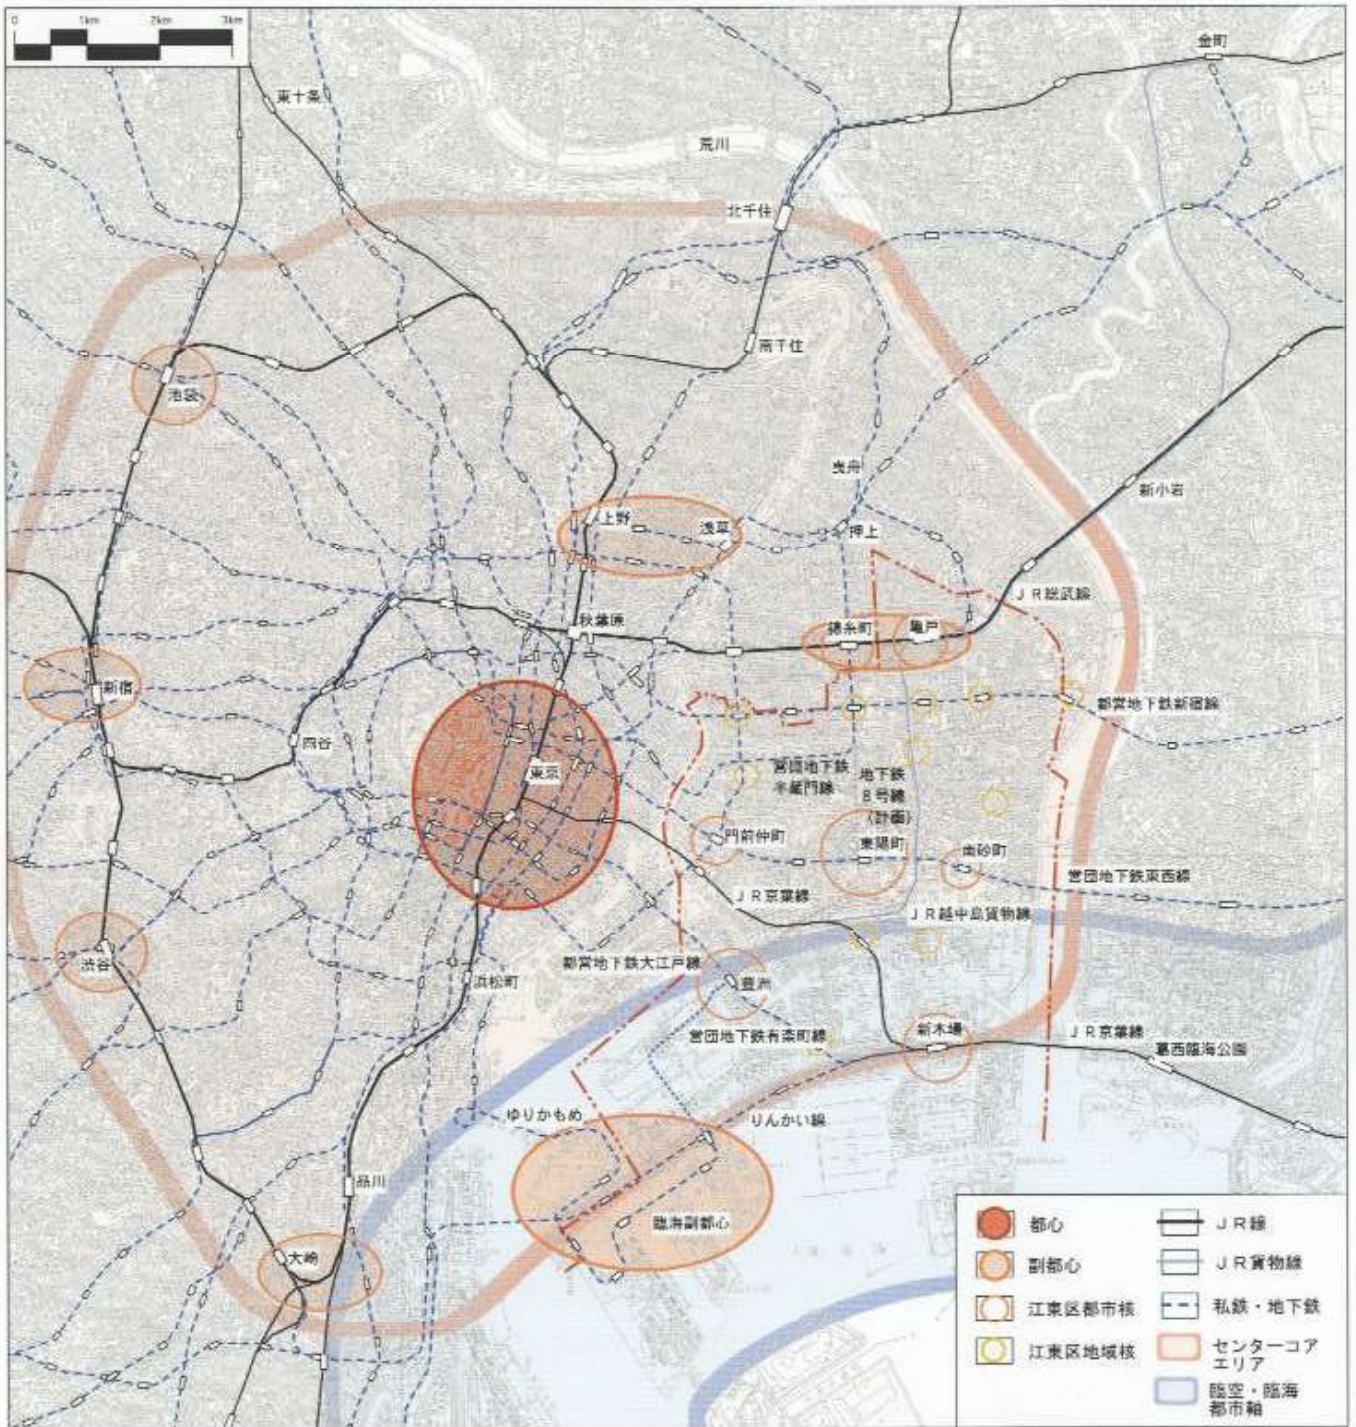 0 1km 2km 3km
金町
東十条
荒川
北千住
南千住
池袋
曳舟
新小岩
上野
浅草
押上
JR総武線
秋葉原
錦糸町
亀戸
新宿
都営地下鉄新宿線
四谷
東京
営団地下鉄
半蔵門線
地下鉄
8号線
(計画)
門前仲町
東陽町
南砂町
営団地下鉄東西線
JR京葉線
JR越中島貨物線
渋谷
都営地下鉄大江戸線
浜松町
豊洲
営団地下鉄有楽町線
新木場
JR京葉線
葛西臨海公園
ゆりかもめ
りんかい線
品川
臨海副都心
大崎
都心
副都心
江東区都市核
江東区地域核
JR線
JR貨物線
私鉄・地下鉄
センターコア
エリア
臨空・臨海
都市軸